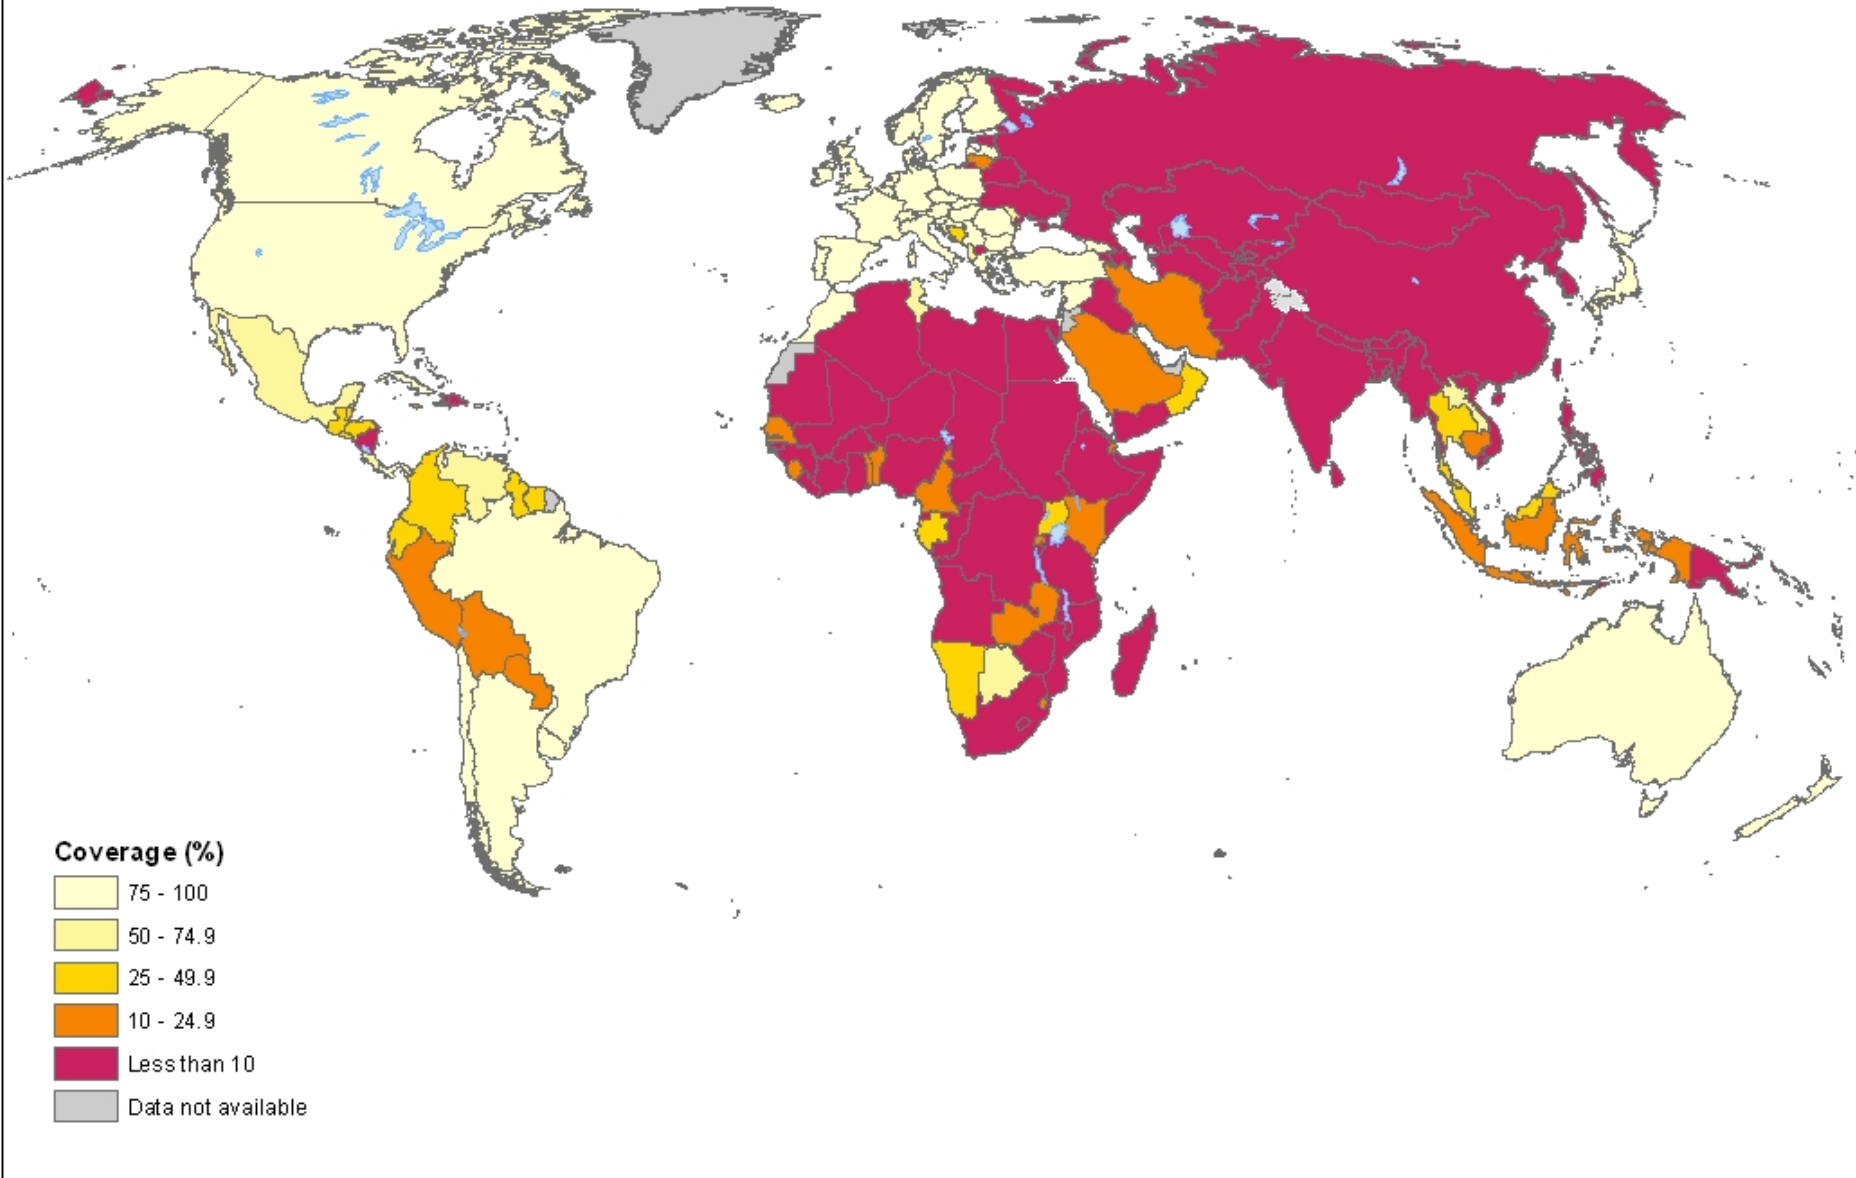 Coverage (%)
75 - 100
50 - 74.9
25 - 49.9
10 - 24.9
Less than 10
Data not available